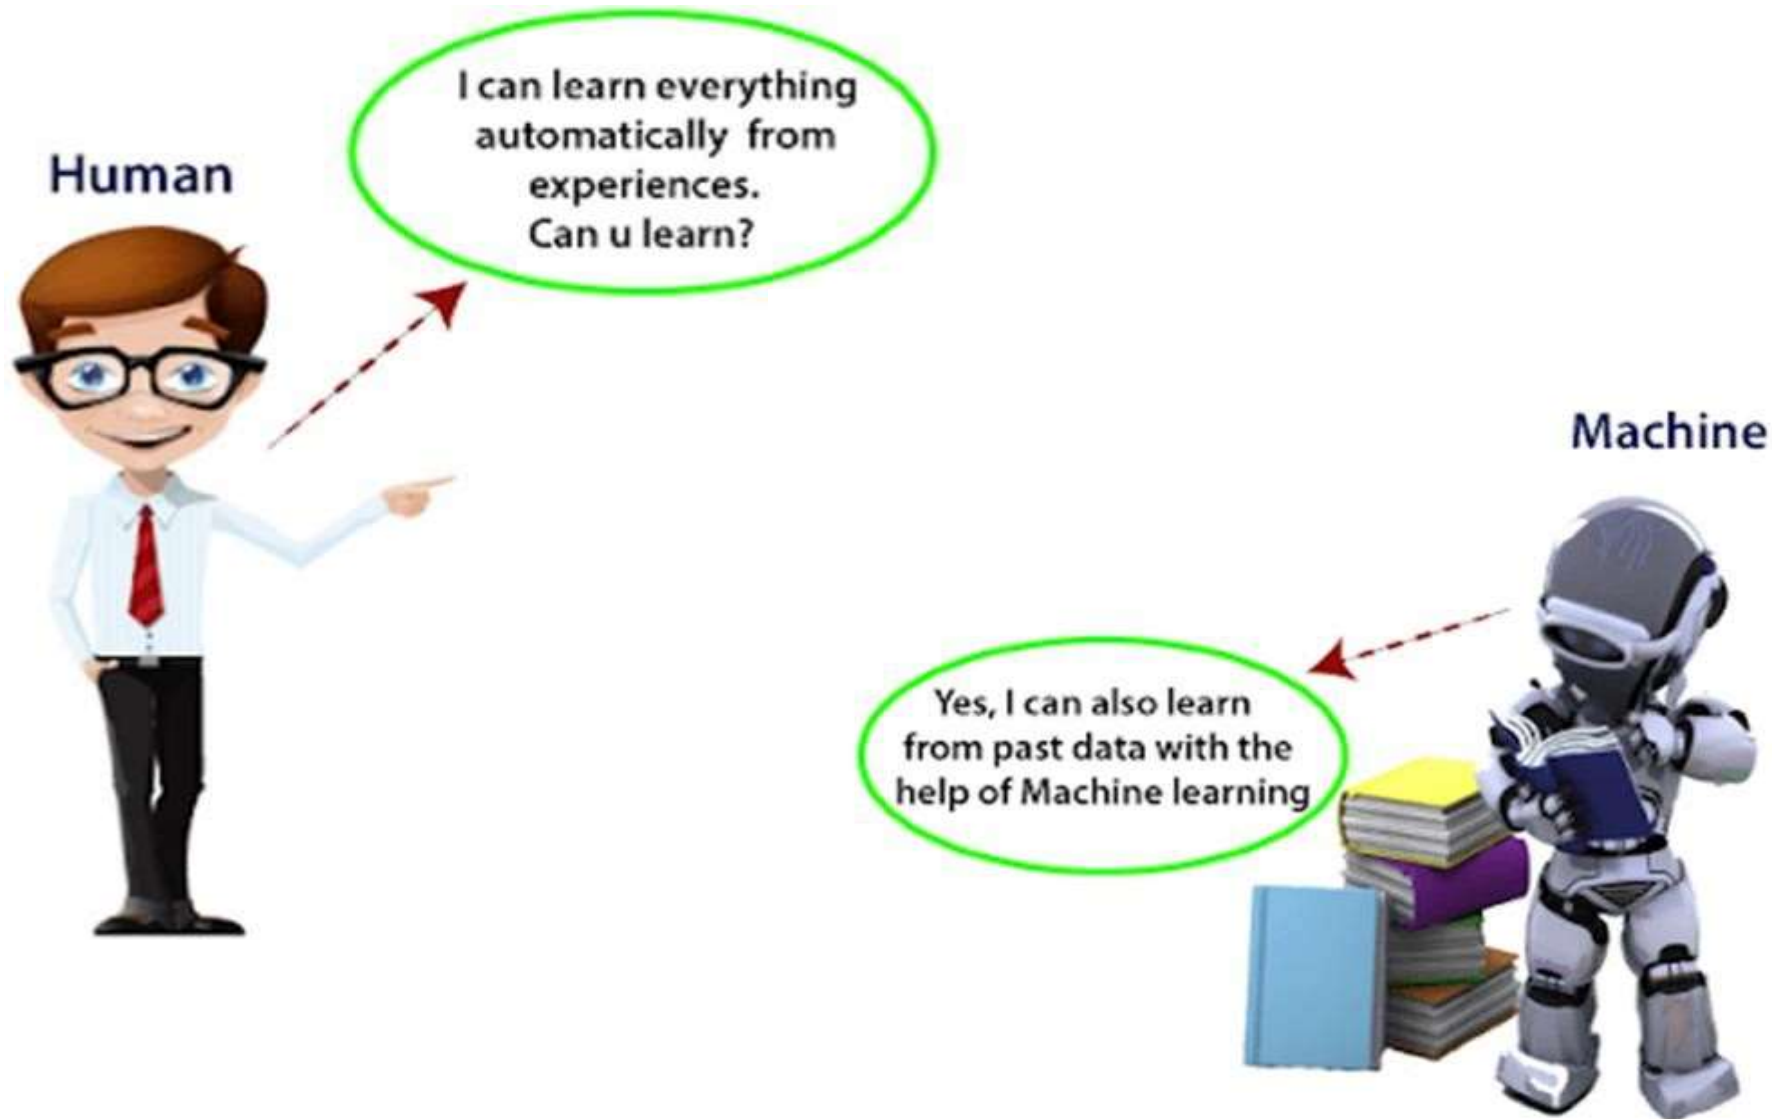 Human
I can learn everything
automatically from
experiences.
Can u learn?
Machine
Yes, I can also learn
from past data with the
help of Machine learning